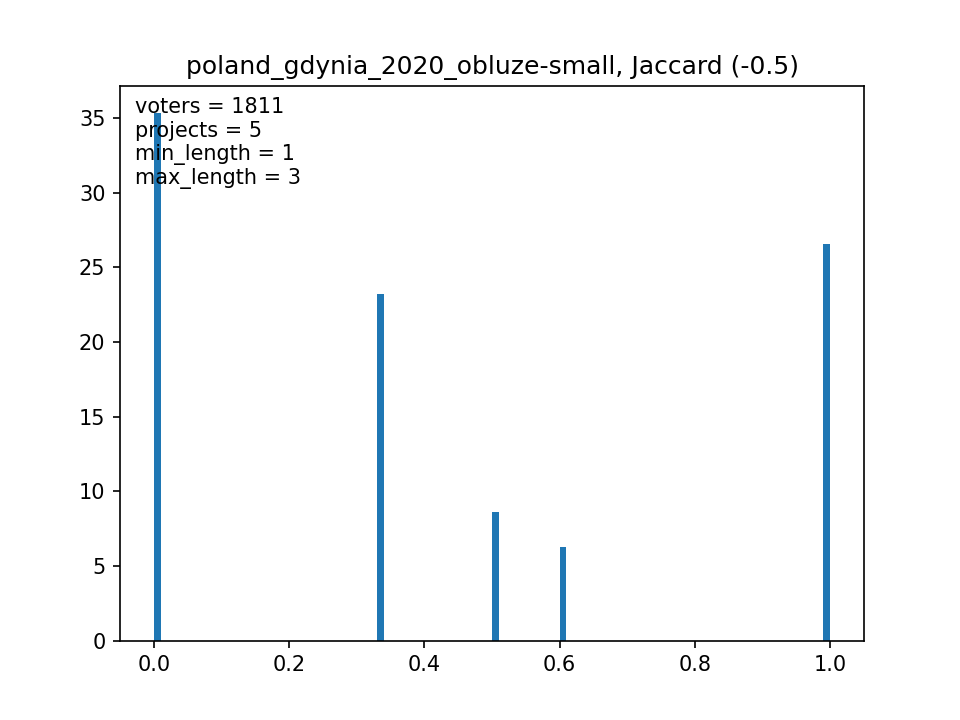 poland_gdynia_2020_obluze-small, Jaccard (-0.5)
voters = 1811
projects = 5
min_length = 1
max_length = 3
35
30
25
20
15
10
5
0
0.0 0.2 0.4 0.6 0.8 1.0